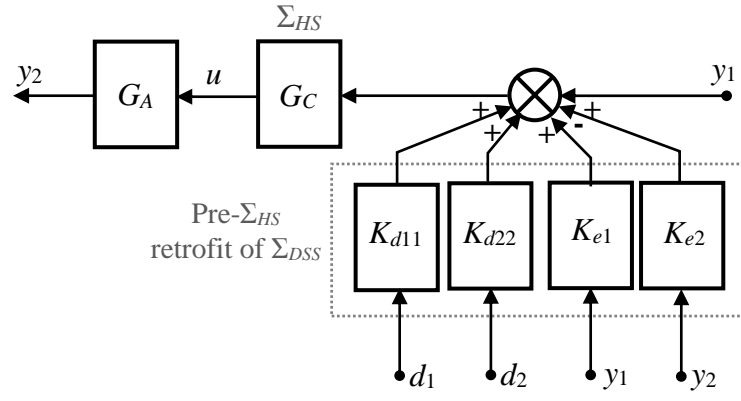 Σ_HS
y_2
G_A
u
G_C
y_1
+
+
+
-
+
Pre-Σ_HS
retrofit of Σ_DSS
K_d11
K_d22
K_e1
K_e2
d_1
d_2
y_1
y_2